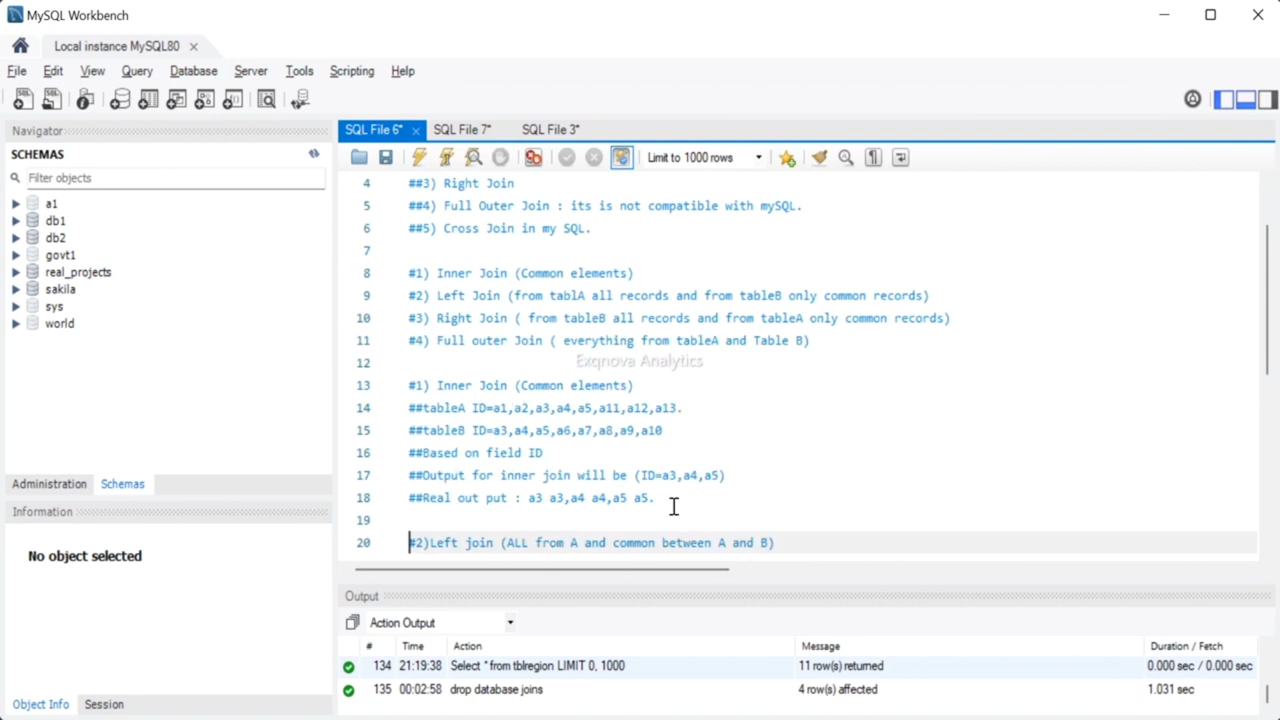 MySQL Workbench
Local instance MySQL80
File Edit View Query Database Server Tools Scripting Help
Navigator
SCHEMAS
Filter objects
a1
db1
db2
govt1
real_projects
sakila
sys
world
Administration Schemas
Information
No object selected
Object Info Session
SQL File 6* SQL File 7* SQL File 3*
Limit to 1000 rows
4 ##3) Right Join
5 ##4) Full Outer Join : its is not compatible with mySQL.
6 ##5) Cross Join in my SQL.
7
8 #1) Inner Join (Common elements)
9 #2) Left Join (from tablA all records and from tableB only common records)
10 #3) Right Join ( from tableB all records and from tableA only common records)
11 #4) Full outer Join ( everything from tableA and Table B)
Exqnova Analytics
12
13 #1) Inner Join (Common elements)
14 ##tableA ID=a1,a2,a3,a4,a5,a11,a12,a13.
15 ##tableB ID=a3,a4,a5,a6,a7,a8,a9,a10
16 ##Based on field ID
17 ##Output for inner join will be (ID=a3,a4,a5)
18 ##Real out put : a3 a3,a4 a4,a5 a5.
19
20 #2)Left join (ALL from A and common between A and B)
Output
Action Output
# Time Action Message Duration / Fetch
134 21:19:38 Select * from tblregion LIMIT 0, 1000 11 row(s) returned 0.000 sec / 0.000 sec
135 00:02:58 drop database joins 4 row(s) affected 1.031 sec